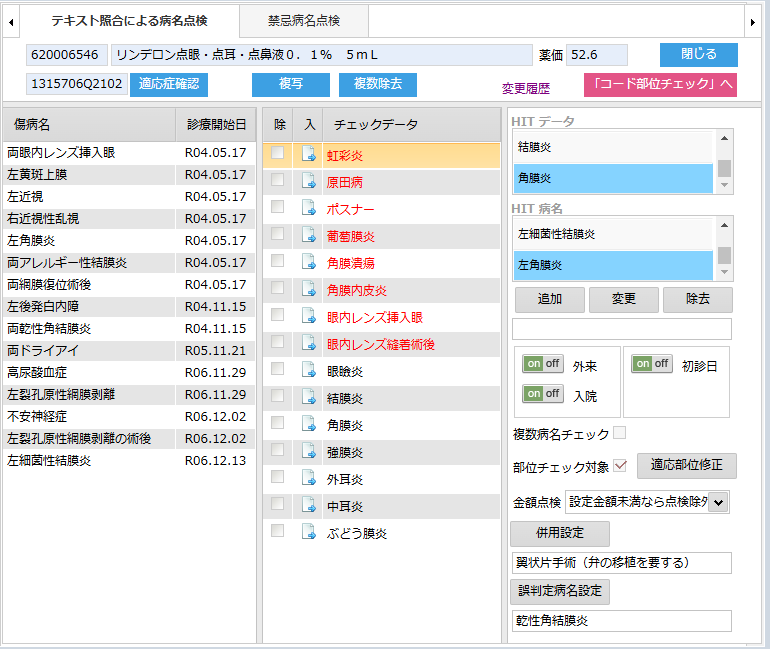 テキスト照合による病名点検　禁忌病名点検
620006546　リンデロン点眼・点耳・点鼻液０．１％　５ｍＬ　薬価　52.6　閉じる
1315706Q2102　適応症確認　複写　複数除去　変更履歴　「コード部位チェック」へ
傷病名　診療開始日
両眼内レンズ挿入眼　R04.05.17
左黄斑上膜　R04.05.17
左近視　R04.05.17
右近視性乱視　R04.05.17
左角膜炎　R04.05.17
両アレルギー性結膜炎　R04.05.17
両網膜復位術後　R04.05.17
左後発白内障　R04.11.15
両乾性角結膜炎　R04.11.15
両ドライアイ　R05.11.21
高尿酸血症　R06.11.29
左裂孔原性網膜剥離　R06.11.29
不安神経症　R06.12.02
左裂孔原性網膜剥離の術後　R06.12.02
左細菌性結膜炎　R06.12.13
除　入　チェックデータ
虹彩炎
原田病
ポスナー
葡萄膜炎
角膜潰瘍
角膜内皮炎
眼内レンズ挿入眼
眼内レンズ縫着術後
眼瞼炎
結膜炎
角膜炎
強膜炎
外耳炎
中耳炎
ぶどう膜炎
HIT データ
結膜炎
角膜炎
HIT 病名
左細菌性結膜炎
左角膜炎
追加　変更　除去
on off 外来　on off 初診日
on off 入院
複数病名チェック
部位チェック対象　適応部位修正
金額点検　設定金額未満なら点検除外
併用設定
翼状片手術（弁の移植を要する）
誤判定病名設定
乾性角結膜炎